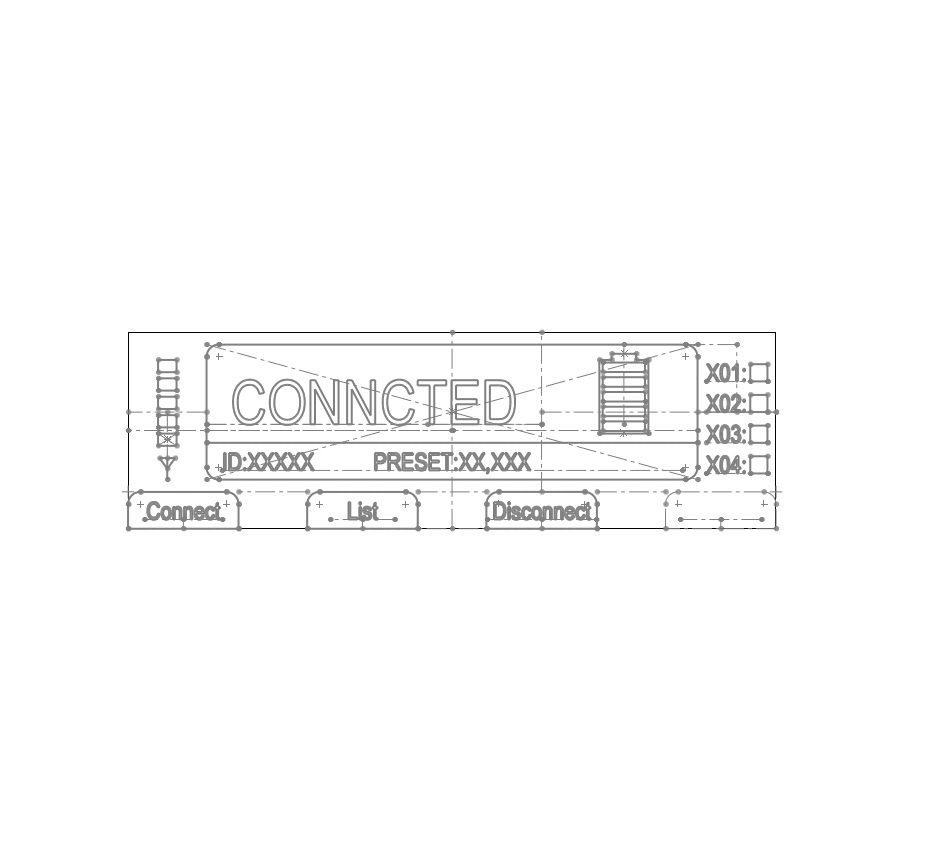 CONNCTED
ID:XXXXX PRESET:XX,XXX
X01:
X02:
X03:
X04:
Connect List Disconnect